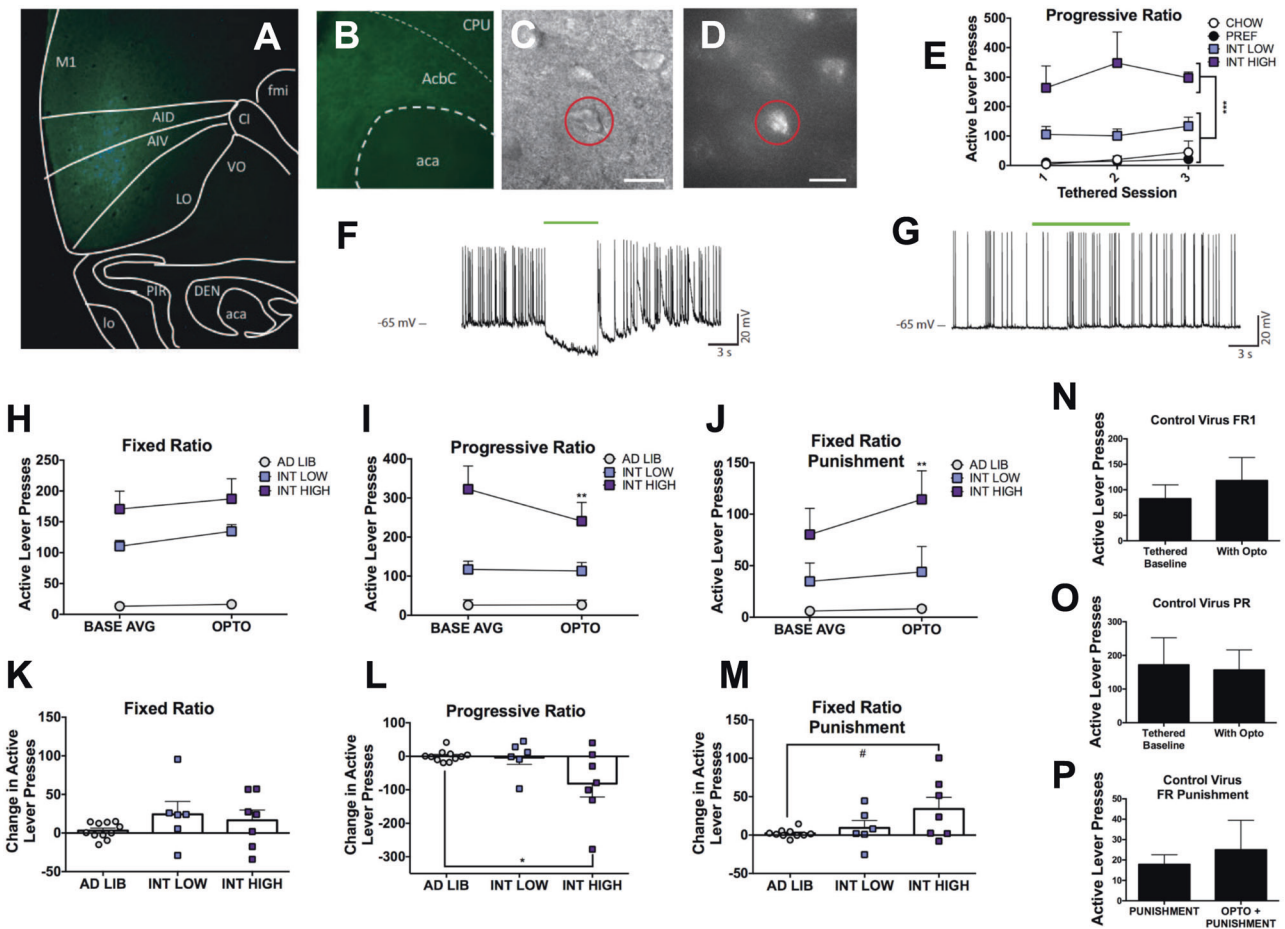 A
M1
AID
AIV
LO
VO
CI
fmi
PIR
DEN
aca
lo
B
CPU
AcbC
aca
C
D
E
Progressive Ratio
Active Lever Presses
500
400
300
200
100
0
1
2
3
Tethered Session
CHOW
PREF
INT LOW
INT HIGH
***
F
-65 mV
20 mV
3 s
G
-65 mV
20 mV
3 s
H
Fixed Ratio
Active Lever Presses
250
200
150
100
50
0
BASE AVG
OPTO
AD LIB
INT LOW
INT HIGH
I
Progressive Ratio
Active Lever Presses
400
300
200
100
0
BASE AVG
OPTO
AD LIB
INT LOW
INT HIGH
**
J
Fixed Ratio
Punishment
Active Lever Presses
150
100
50
0
BASE AVG
OPTO
AD LIB
INT LOW
INT HIGH
**
K
Fixed Ratio
Change in Active
Lever Presses
150
100
50
0
-50
AD LIB
INT LOW
INT HIGH
L
Progressive Ratio
Change in Active
Lever Presses
100
0
-100
-200
-300
AD LIB
INT LOW
INT HIGH
*
M
Fixed Ratio
Punishment
Change in Active
Lever Presses
150
100
50
0
-50
AD LIB
INT LOW
INT HIGH
#
N
Control Virus FR1
Active Lever Presses
200
150
100
50
0
Tethered
Baseline
With Opto
O
Control Virus PR
Active Lever Presses
300
200
100
0
Tethered
Baseline
With Opto
P
Control Virus
FR Punishment
Active Lever Presses
50
40
30
20
10
0
PUNISHMENT
OPTO +
PUNISHMENT